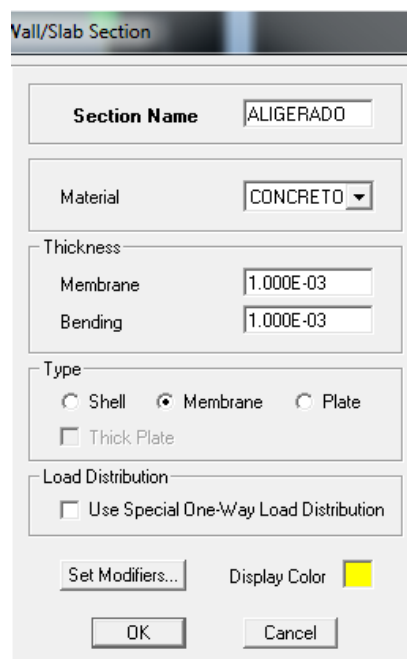 Wall/Slab Section
Section Name ALIGERADO
Material CONCRETO
Thickness
Membrane 1.000E-03
Bending 1.000E-03
Type
Shell Membrane Plate
Thick Plate
Load Distribution
Use Special One-Way Load Distribution
Set Modifiers... Display Color
OK Cancel